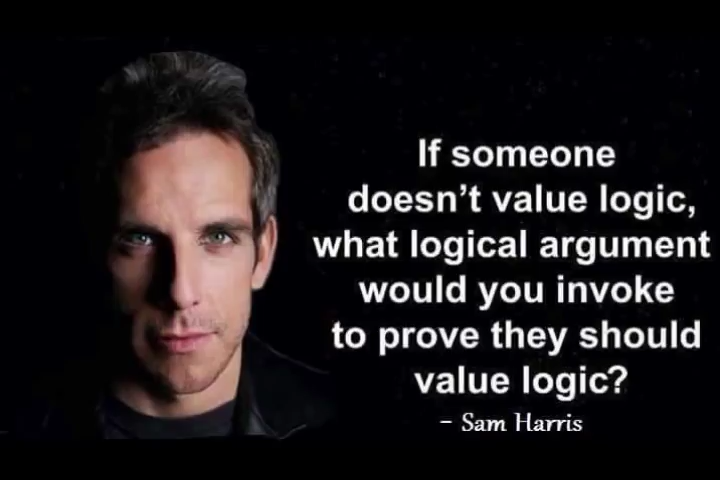 If someone
doesn't value logic,
what logical argument
would you invoke
to prove they should
value logic?
- Sam Harris